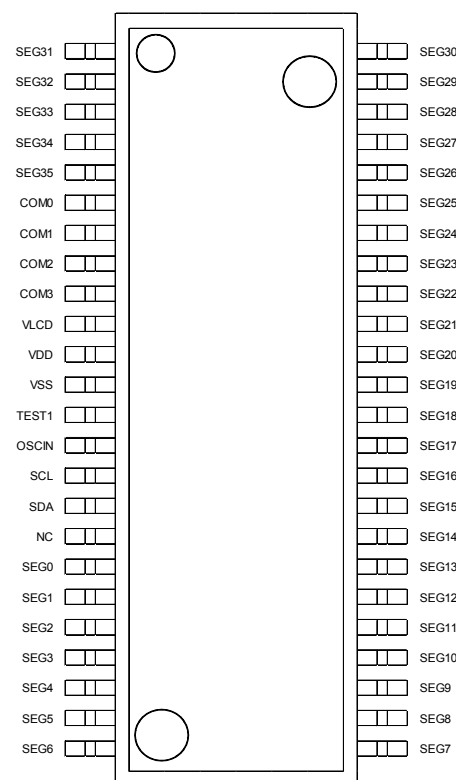 SEG31 SEG30
SEG32 SEG29
SEG33 SEG28
SEG34 SEG27
SEG35 SEG26
COM0 SEG25
COM1 SEG24
COM2 SEG23
COM3 SEG22
VLCD SEG21
VDD SEG20
VSS SEG19
TEST1 SEG18
OSCIN SEG17
SCL SEG16
SDA SEG15
NC SEG14
SEG0 SEG13
SEG1 SEG12
SEG2 SEG11
SEG3 SEG10
SEG4 SEG9
SEG5 SEG8
SEG6 SEG7